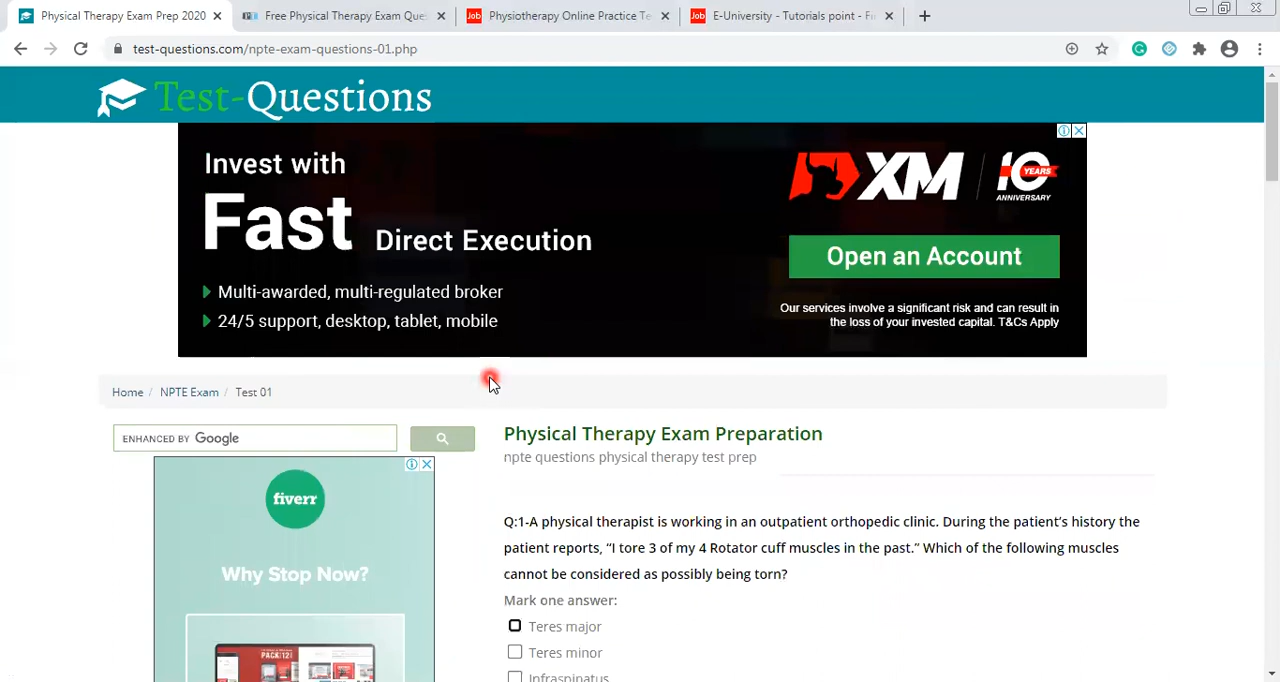 Physical Therapy Exam Prep 2020
Free Physical Therapy Exam Que
Job Physiotherapy Online Practice Te
Job E-University - Tutorials point - Fr
test-questions.com/npte-exam-questions-01.php
Test-Questions
Invest with
Fast Direct Execution
Multi-awarded, multi-regulated broker
24/5 support, desktop, tablet, mobile
XM 10 YEARS ANNIVERSARY
Open an Account
Our services involve a significant risk and can result in
the loss of your invested capital. T&Cs Apply
Home / NPTE Exam / Test 01
ENHANCED BY Google
fiverr
Why Stop Now?
PACK
Physical Therapy Exam Preparation
npte questions physical therapy test prep
Q:1-A physical therapist is working in an outpatient orthopedic clinic. During the patient’s history the
patient reports, “I tore 3 of my 4 Rotator cuff muscles in the past.” Which of the following muscles
cannot be considered as possibly being torn?
Mark one answer:
Teres major
Teres minor
Infraspinatus